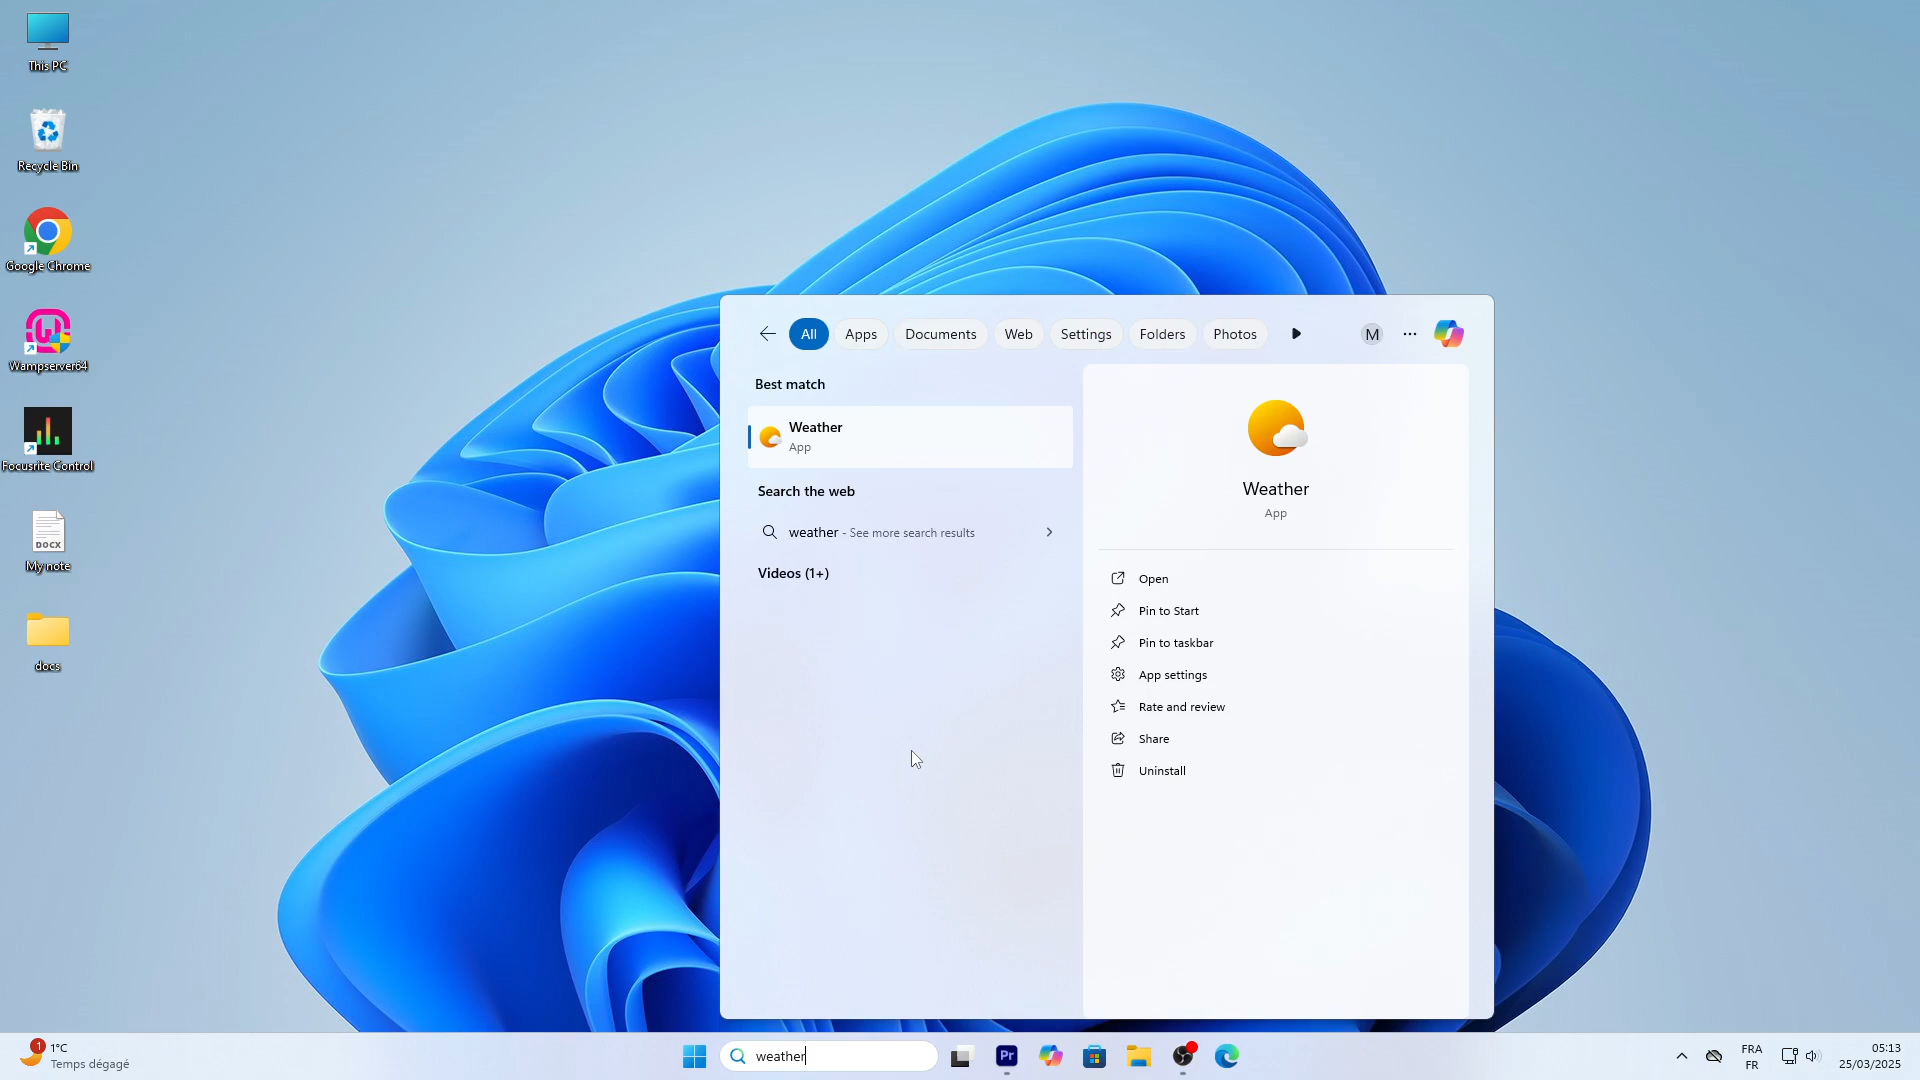 This PC
Recycle Bin
Google Chrome
Wampserver64
Focusrite Control
DOCX
My note
docs
All
Apps
Documents
Web
Settings
Folders
Photos
M
Best match
Weather
App
Search the web
weather - See more search results
Videos (1+)
Weather
App
Open
Pin to Start
Pin to taskbar
App settings
Rate and review
Share
Uninstall
1
1°C
Temps dégagé
weather
Pr
FRA
FR
05:13
25/03/2025